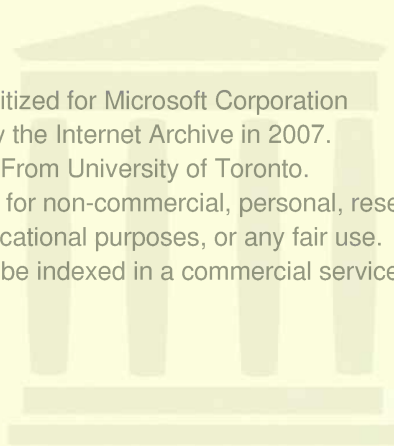 itized for Microsoft Corporation
y the Internet Archive in 2007.
From University of Toronto.
for non-commercial, personal, rese
cational purposes, or any fair use.
be indexed in a commercial service